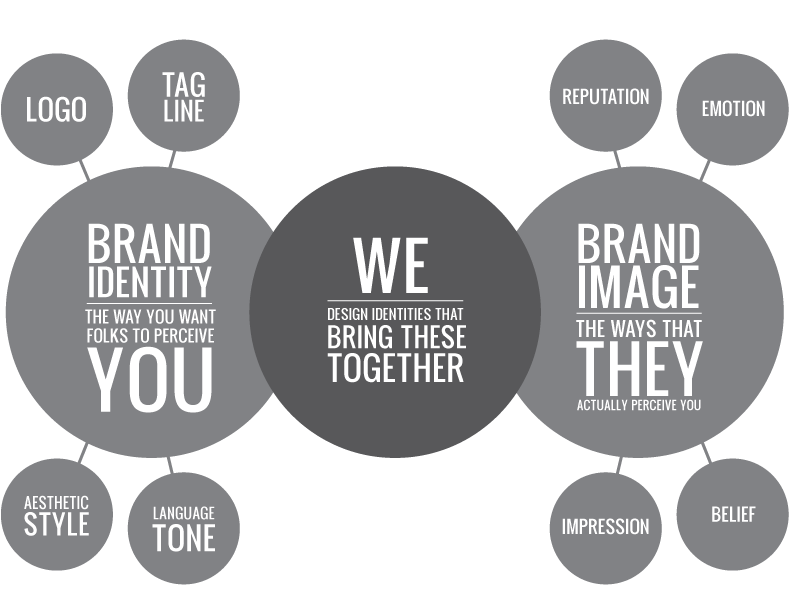 LOGO
TAG
LINE
REPUTATION
EMOTION
BRAND
IDENTITY
THE WAY YOU WANT
FOLKS TO PERCEIVE
YOU
WE
DESIGN IDENTITIES THAT
BRING THESE
TOGETHER
BRAND
IMAGE
THE WAYS THAT
THEY
ACTUALLY PERCEIVE YOU
AESTHETIC
STYLE
LANGUAGE
TONE
IMPRESSION
BELIEF